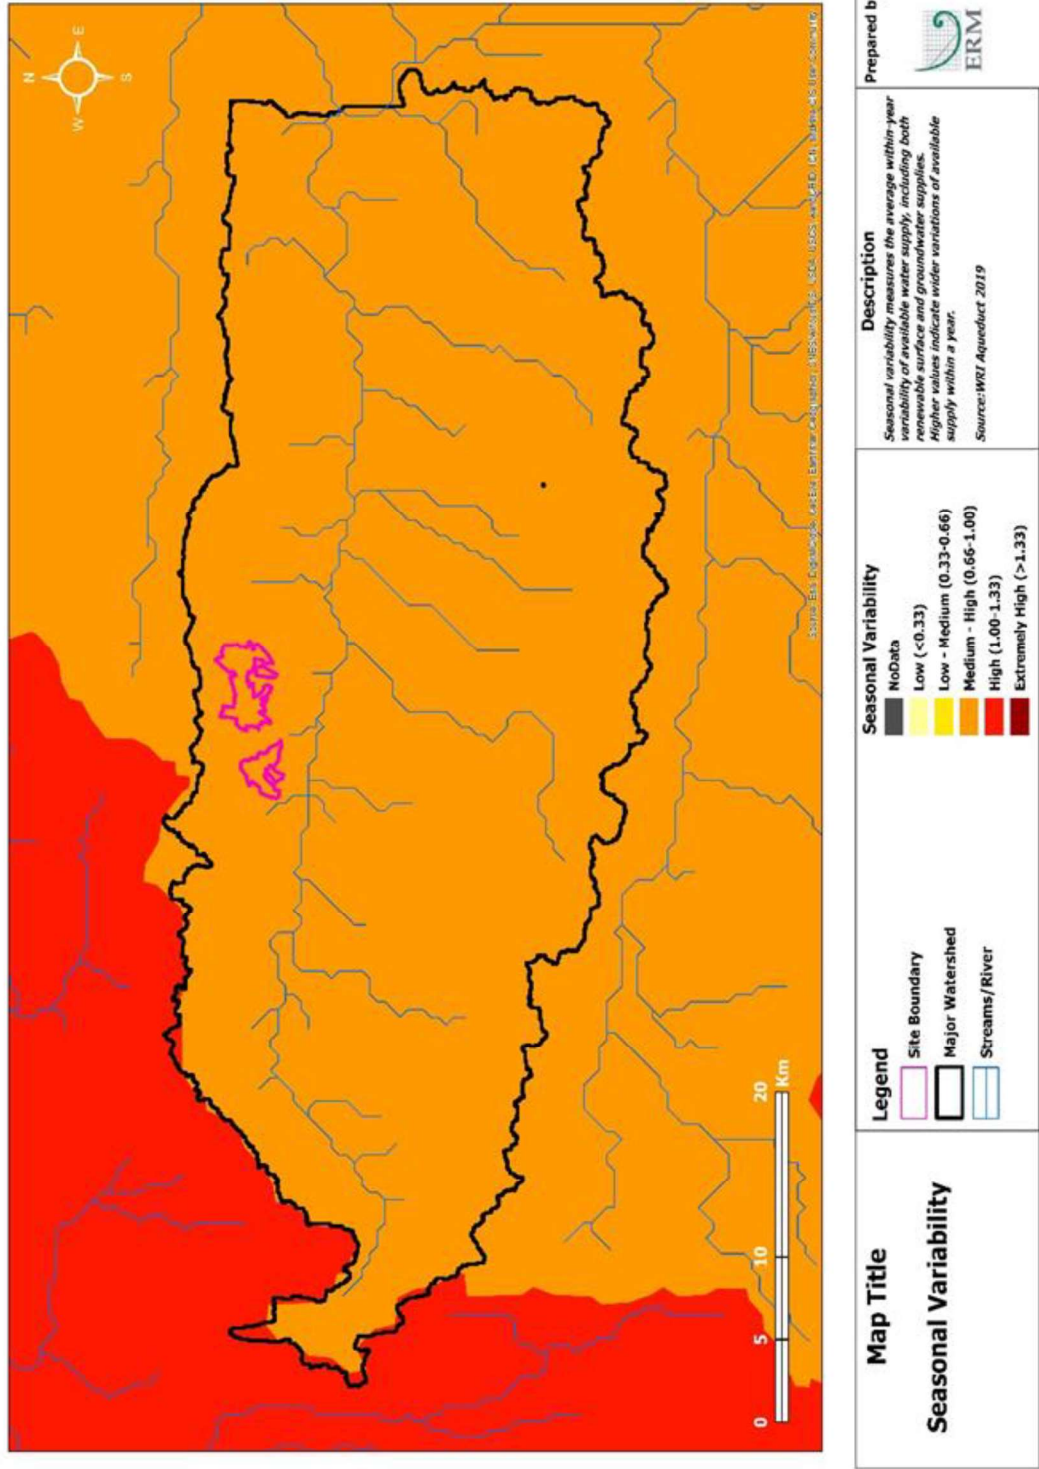 N
E
S
W
0
5
10
20
Km
Map Title
Seasonal Variability
Legend
Site Boundary
Major Watershed
Streams/River
Seasonal Variability
NoData
Low (<0.33)
Low - Medium (0.33-0.66)
Medium - High (0.66-1.00)
High (1.00-1.33)
Extremely High (>1.33)
Description
Seasonal variability measures the average within-year
variability of available water supply, including both
renewable surface and groundwater supplies.
Higher values indicate wider variations of available
supply within a year.
Source:WRI Aqueduct 2019
Prepared b
ERM